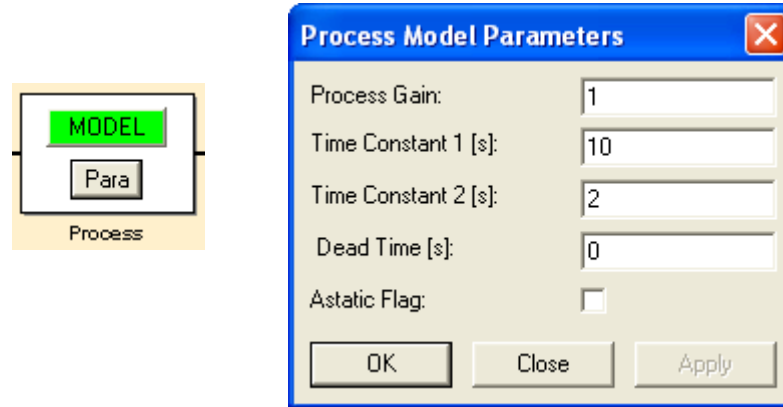 MODEL
Para
Process
Process Model Parameters
Process Gain: 1
Time Constant 1 [s]: 10
Time Constant 2 [s]: 2
Dead Time [s]: 0
Astatic Flag:
OK Close Apply